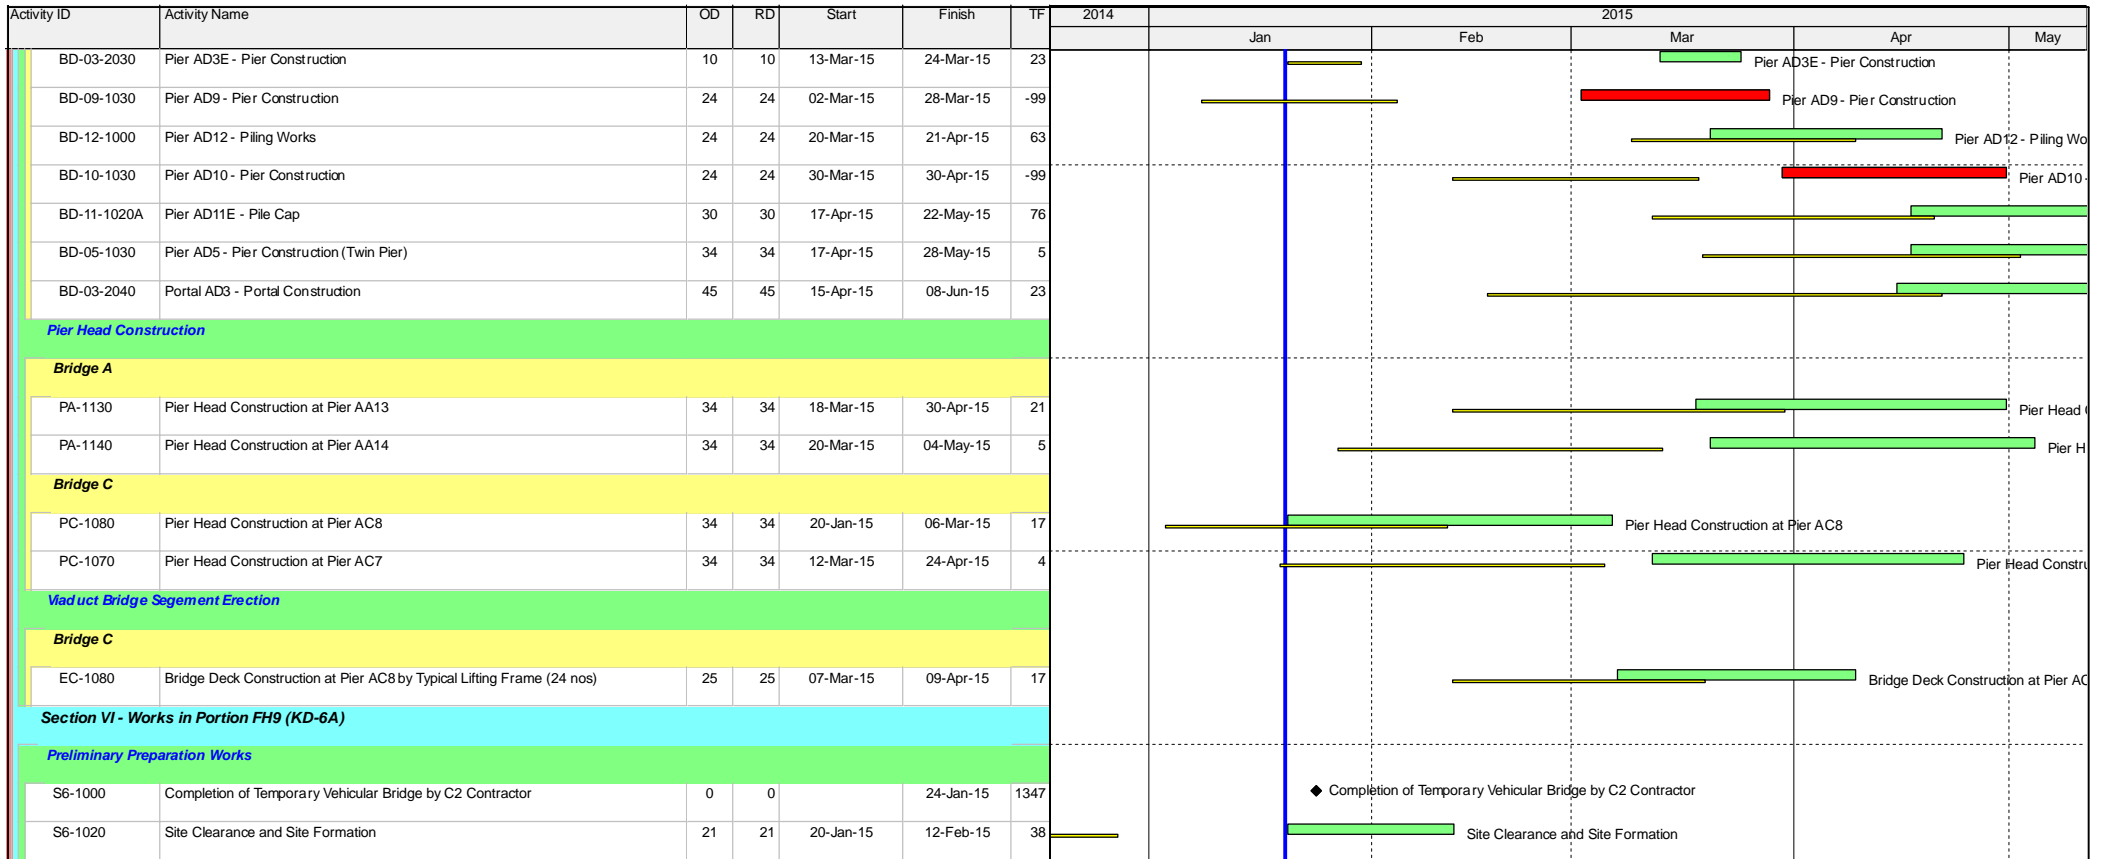 Activity ID Activity Name OD RD Start Finish TF 2014 2015
Jan Feb Mar Apr May
BD-03-2030 Pier AD3E - Pier Construction 10 10 13-Mar-15 24-Mar-15 23 Pier AD3E - Pier Construction
BD-09-1030 Pier AD9 - Pier Construction 24 24 02-Mar-15 28-Mar-15 -99 Pier AD9 - Pier Construction
BD-12-1000 Pier AD12 - Piling Works 24 24 20-Mar-15 21-Apr-15 63 Pier AD12 - Piling Wo
BD-10-1030 Pier AD10 - Pier Construction 24 24 30-Mar-15 30-Apr-15 -99 Pier AD10 -
BD-11-1020A Pier AD11E - Pile Cap 30 30 17-Apr-15 22-May-15 76
BD-05-1030 Pier AD5 - Pier Construction (Twin Pier) 34 34 17-Apr-15 28-May-15 5
BD-03-2040 Portal AD3 - Portal Construction 45 45 15-Apr-15 08-Jun-15 23
Pier Head Construction
Bridge A
PA-1130 Pier Head Construction at Pier AA13 34 34 18-Mar-15 30-Apr-15 21 Pier Head
PA-1140 Pier Head Construction at Pier AA14 34 34 20-Mar-15 04-May-15 5 Pier H
Bridge C
PC-1080 Pier Head Construction at Pier AC8 34 34 20-Jan-15 06-Mar-15 17 Pier Head Construction at Pier AC8
PC-1070 Pier Head Construction at Pier AC7 34 34 12-Mar-15 24-Apr-15 4 Pier Head Constru
Viaduct Bridge Segement Erection
Bridge C
EC-1080 Bridge Deck Construction at Pier AC8 by Typical Lifting Frame (24 nos) 25 25 07-Mar-15 09-Apr-15 17 Bridge Deck Construction at Pier AC
Section VI - Works in Portion FH9 (KD-6A)
Preliminary Preparation Works
S6-1000 Completion of Temporary Vehicular Bridge by C2 Contractor 0 0 24-Jan-15 1347 Completion of Temporary Vehicular Bridge by C2 Contractor
S6-1020 Site Clearance and Site Formation 21 21 20-Jan-15 12-Feb-15 38 Site Clearance and Site Formation